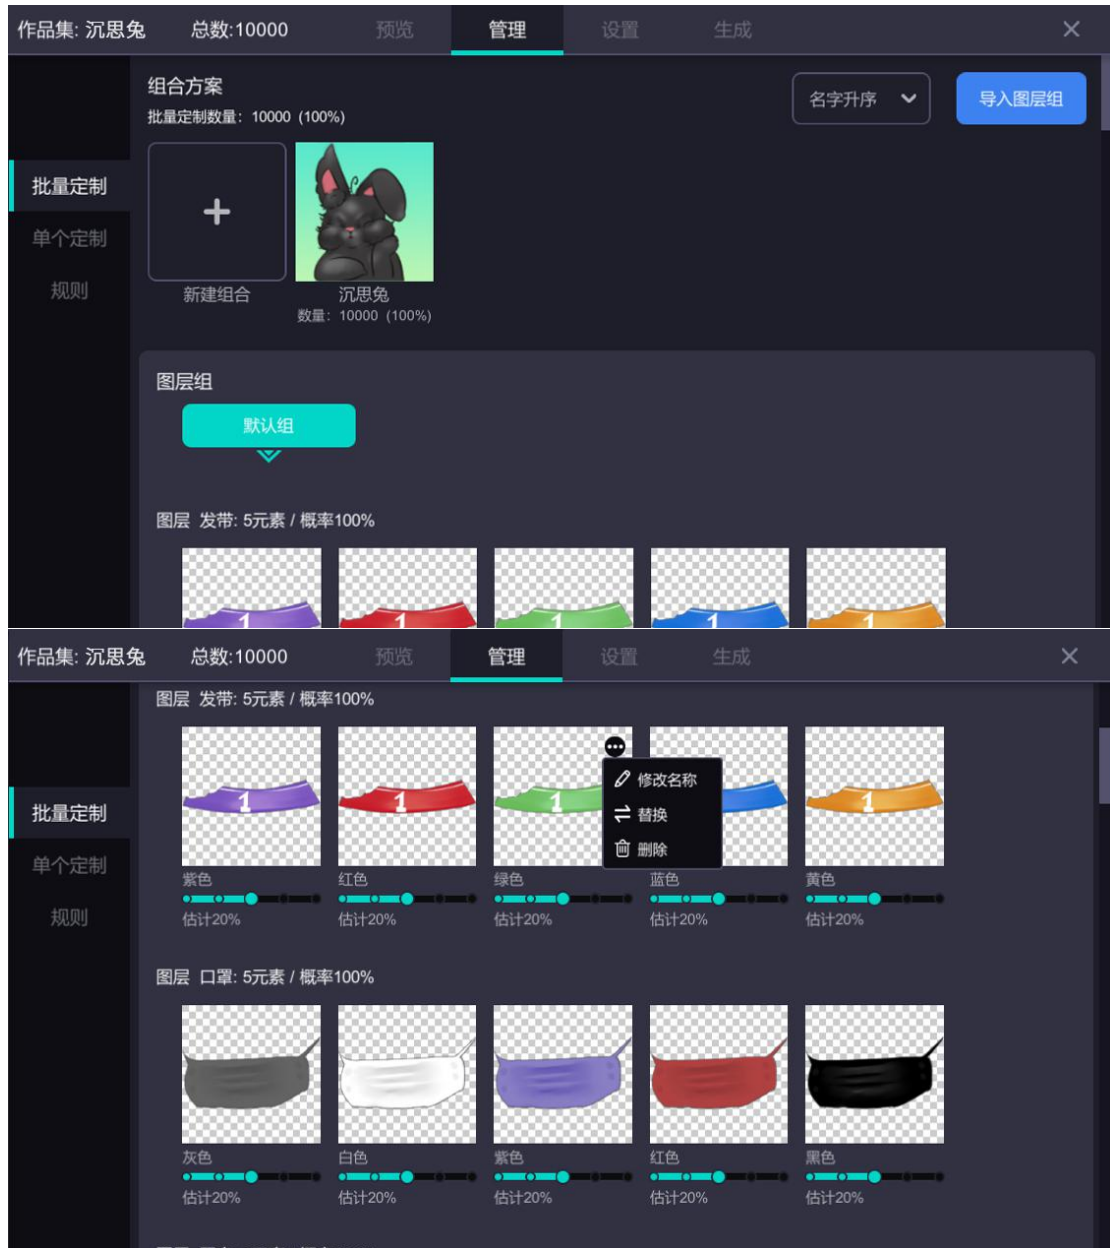 作品集: 沉思兔 总数:10000 预览 管理 设置 生成
组合方案
批量定制数量：10000 (100%)
名字升序 导入图层组
批量定制
单个定制
规则
新建组合 沉思兔
数量：10000 (100%)
图层组
默认组
图层 发带: 5元素 / 概率100%
1 1 1 1 1
作品集: 沉思兔 总数:10000 预览 管理 设置 生成
图层 发带: 5元素 / 概率100%
1 1 1 1
修改名称
替换
删除
批量定制
单个定制
规则
紫色 红色 绿色 蓝色 黄色
估计20% 估计20% 估计20% 估计20% 估计20%
图层 口罩: 5元素 / 概率100%
灰色 白色 紫色 红色 黑色
估计20% 估计20% 估计20% 估计20% 估计20%